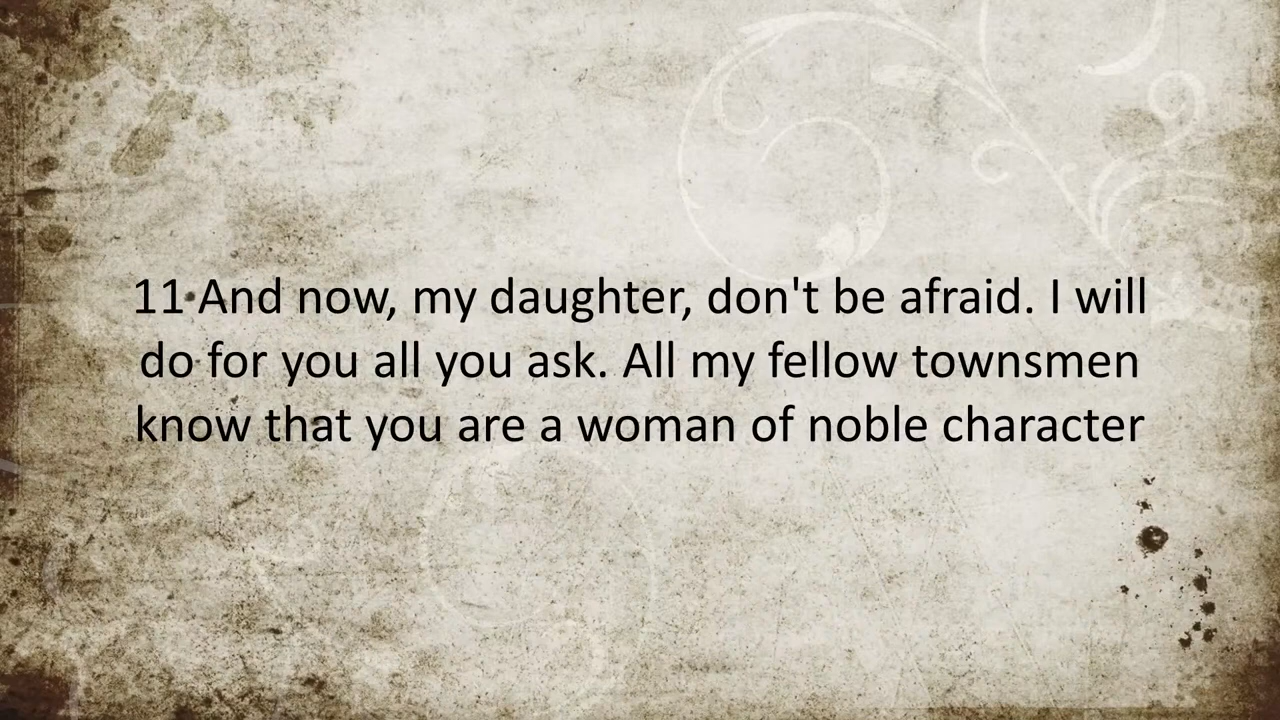 11 And now, my daughter, don't be afraid. I will
do for you all you ask. All my fellow townsmen
know that you are a woman of noble character